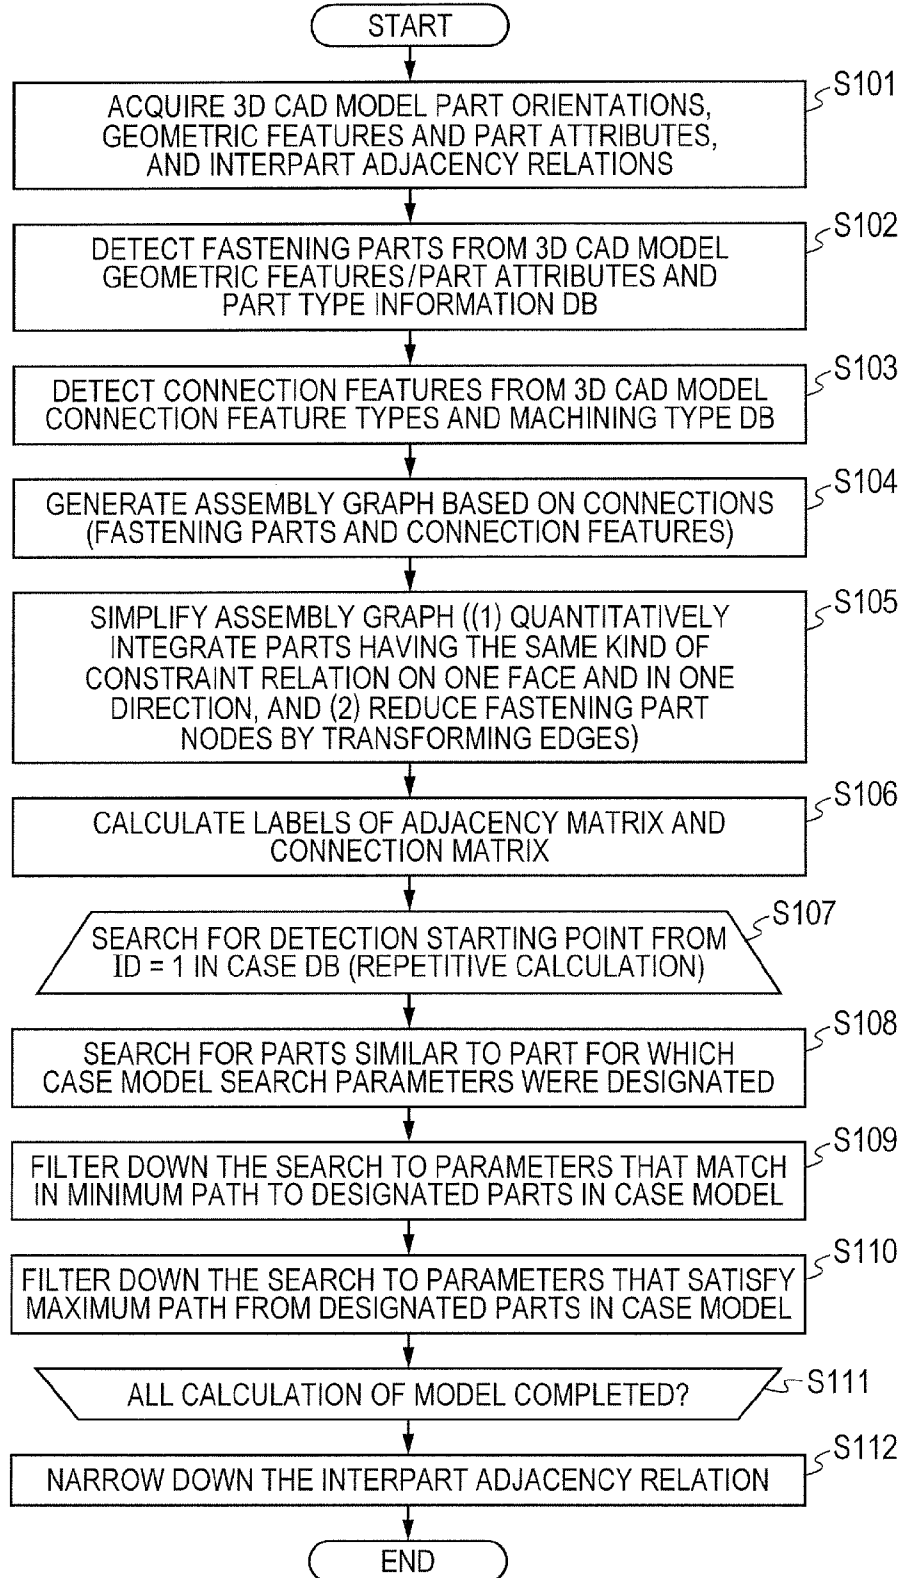 START
S101
ACQUIRE 3D CAD MODEL PART ORIENTATIONS,
GEOMETRIC FEATURES AND PART ATTRIBUTES,
AND INTERPART ADJACENCY RELATIONS
S102
DETECT FASTENING PARTS FROM 3D CAD MODEL
GEOMETRIC FEATURES/PART ATTRIBUTES AND
PART TYPE INFORMATION DB
S103
DETECT CONNECTION FEATURES FROM 3D CAD MODEL
CONNECTION FEATURE TYPES AND MACHINING TYPE DB
S104
GENERATE ASSEMBLY GRAPH BASED ON CONNECTIONS
(FASTENING PARTS AND CONNECTION FEATURES)
S105
SIMPLIFY ASSEMBLY GRAPH ((1) QUANTITATIVELY
INTEGRATE PARTS HAVING THE SAME KIND OF
CONSTRAINT RELATION ON ONE FACE AND IN ONE
DIRECTION, AND (2) REDUCE FASTENING PART
NODES BY TRANSFORMING EDGES)
S106
CALCULATE LABELS OF ADJACENCY MATRIX AND
CONNECTION MATRIX
S107
SEARCH FOR DETECTION STARTING POINT FROM
ID = 1 IN CASE DB (REPETITIVE CALCULATION)
S108
SEARCH FOR PARTS SIMILAR TO PART FOR WHICH
CASE MODEL SEARCH PARAMETERS WERE DESIGNATED
S109
FILTER DOWN THE SEARCH TO PARAMETERS THAT MATCH
IN MINIMUM PATH TO DESIGNATED PARTS IN CASE MODEL
S110
FILTER DOWN THE SEARCH TO PARAMETERS THAT SATISFY
MAXIMUM PATH FROM DESIGNATED PARTS IN CASE MODEL
S111
ALL CALCULATION OF MODEL COMPLETED?
S112
NARROW DOWN THE INTERPART ADJACENCY RELATION
END